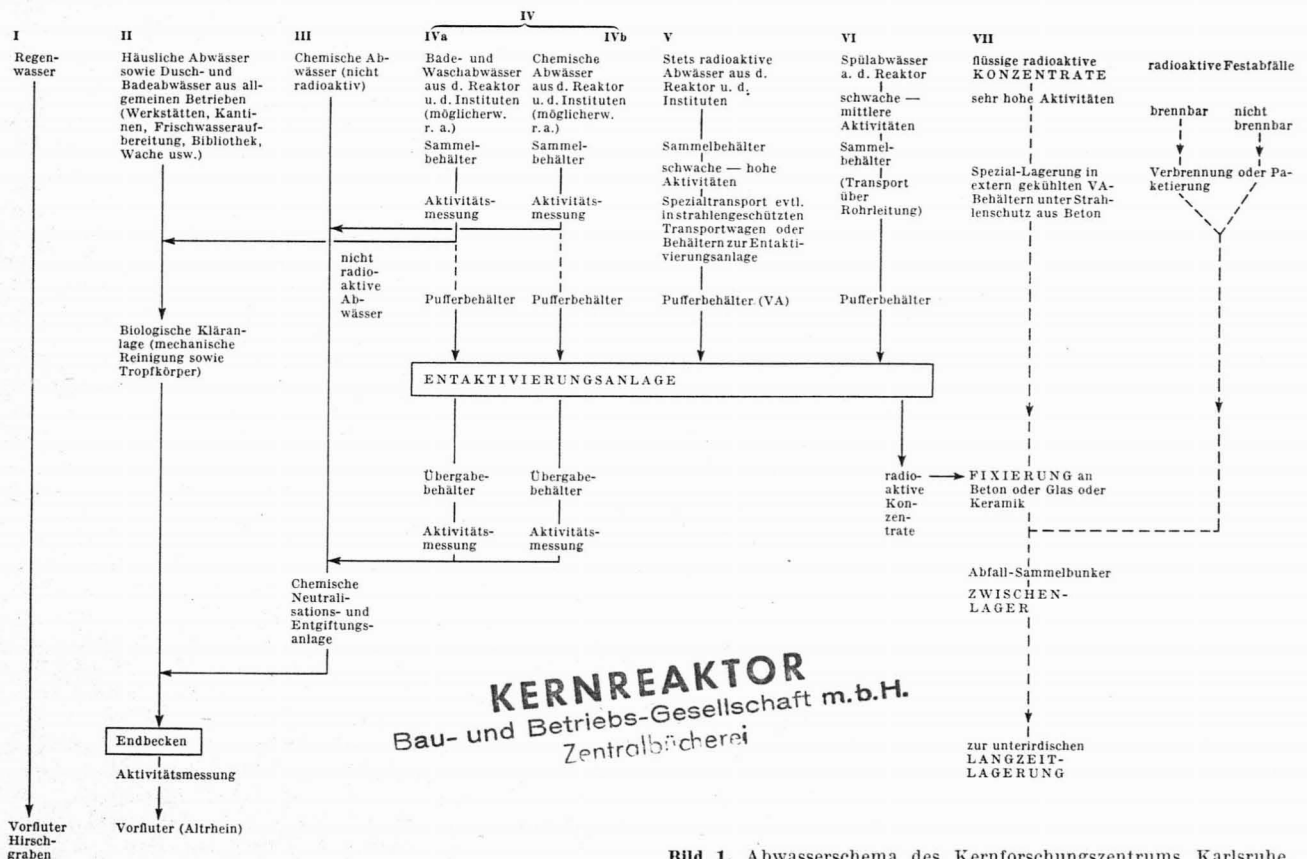 IV
I
II
III
IVa
IVb
V
VI
VII
Regen-
wasser
Häusliche Abwässer
sowie Dusch- und
Badeabwässer aus all-
gemeinen Betrieben
(Werkstätten, Kanti-
nen, Frischwasserauf-
bereitung, Bibliothek,
Wache usw.)
Chemische Ab-
wässer (nicht
radioaktiv)
Bade- und
Waschabwässer
aus d. Reaktor
u. d. Instituten
(möglicherw.
r. a.)
Sammel-
behälter
Aktivitäts-
messung
Chemische
Abwässer
aus d. Reaktor
u. d. Instituten
(möglicherw.
r. a.)
Sammel-
behälter
Aktivitäts-
messung
Stets radioaktive
Abwässer aus d.
Reaktor u. d.
Instituten
Sammelbehälter
schwache — hohe
Aktivitäten
Spezialtransport evtl.
in strahlengeschützten
Transportwagen oder
Behältern zur Entakti-
vierungsanlage
Spülabwässer
a. d. Reaktor
schwache —
mittlere
Aktivitäten
Sammel-
behälter
(Transport
über
Rohrleitung)
flüssige radioaktive
KONZENTRATE
sehr hohe Aktivitäten
Spezial-Lagerung in
extern gekühlten VA-
Behältern unter Strah-
lenschutz aus Beton
radioaktive Festabfälle
brennbar
nicht
brennbar
Verbrennung oder Pa-
ketierung
nicht
radio-
aktive
Ab-
wässer
Pufferbehälter
Pufferbehälter
Pufferbehälter (VA)
Pufferbehälter
Biologische Kläran-
lage (mechanische
Reinigung sowie
Tropfkörper)
ENTAKTIVIERUNGSANLAGE
Übergabe-
behälter
Aktivitäts-
messung
Übergabe-
behälter
Aktivitäts-
messung
radio-
aktive
Kon-
zen-
trate
FIXIERUNG an
Beton oder Glas oder
Keramik
Chemische
Neutrali-
sations- und
Entgiftungs-
anlage
Abfall-Sammelbunker
ZWISCHEN-
LAGER
KERNREAKTOR
Bau- und Betriebs-Gesellschaft m.b.H.
Zentralbücherei
Endbecken
Aktivitätsmessung
zur unterirdischen
LANGZEIT-
LAGERUNG
Vorfluter
Hirsch-
graben
Vorfluter (Altrhein)
Bild 1. Abwasserschema des Kernforschungszentrums Karlsruhe